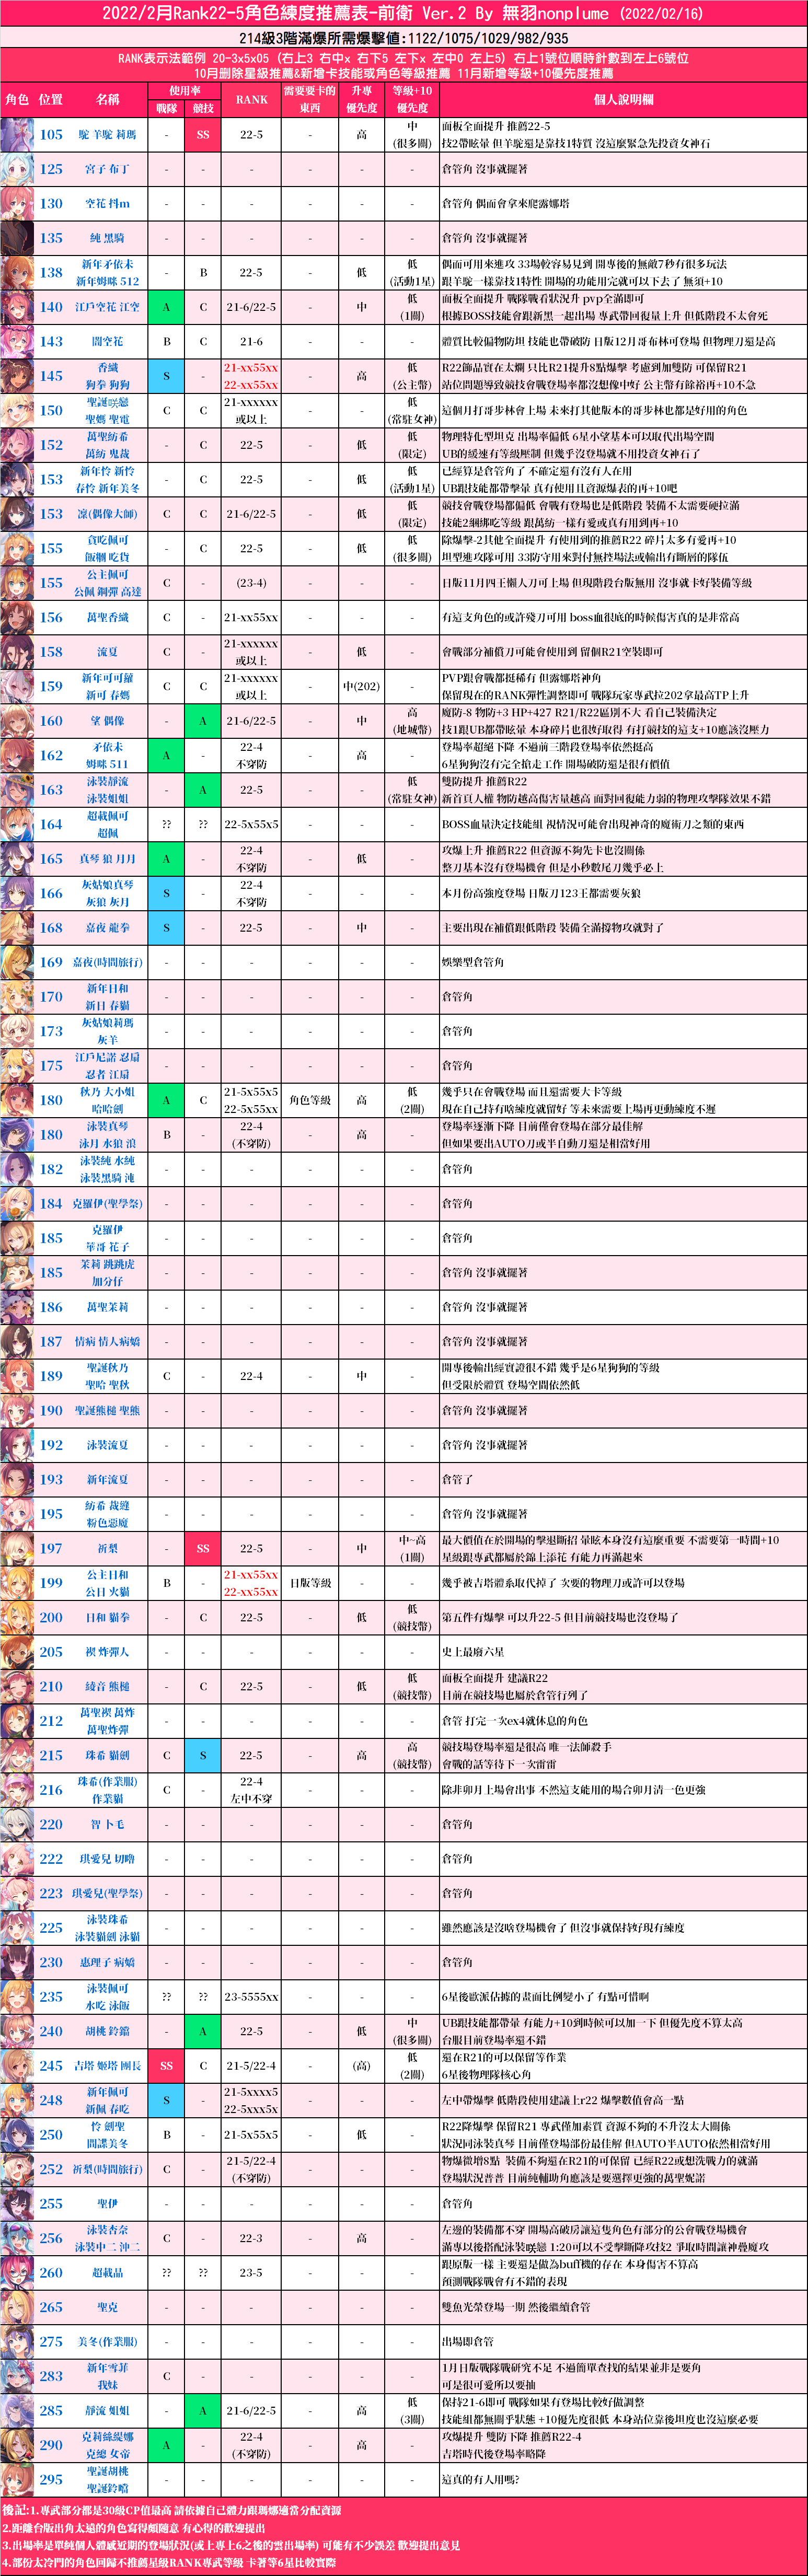 2022/2月Rank22-5角色練度推薦表-前衛 Ver.2 By 無羽nonplume (2022/02/16)
214級3階滿爆所需爆擊值:1122/1075/1029/982/935
RANK表示法範例 20-3x5x05 (右上3 右中x 右下5 左下x 左中0 左上5) 右上1號位順時針數到左上6號位
10月刪除星級推薦&新增卡技能或角色等級推薦 11月新增等級+10優先度推薦
角色 位置 名稱 使用率 戰隊 競技 RANK 需要要卡的東西 升專優先度 等級+10優先度 個人說明欄
105 駝 羊駝 莉瑪 - SS 22-5 - 高 中(很多關) 面板全面提升 推薦22-5
技2帶眩暈 但羊駝還是靠技1特質 沒這麼緊急先投資女神石
125 宮子 布丁 - - - - - - 倉管角 沒事就擺著
130 空花 抖m - - - - - - 倉管角 偶而會拿來爬露娜塔
135 純 黑騎 - - - - - - 倉管角 沒事就擺著
138 新年矛依未 新年姆咪 512 - B 22-5 - 低 低(活動1星) 偶而可用來進攻 33場較容易見到 開專後的無敵7秒有很多玩法
跟羊駝一樣靠技1特性 開場的功能用完就可以下去了 無須+10
140 江戶空花 江空 A C 21-6/22-5 - 中 低(1關) 面板全面提升 戰隊戰看狀況升 pvp全滿即可
根據BOSS技能會跟新黑一起出場 專武帶回復量上升 但低階段不太會死
143 闇空花 B C 21-6 - - - 體質比較偏物防坦 技能也帶破防 日版12月哥布林可登場 但物理刀還是高
145 香織 狗拳 狗狗 S - 21-xx55xx 22-xx55xx - 高 低(公主幣) R22飾品實在太爛 只比R21提升8點爆擊 考慮到加雙防 可保留R21
站位問題導致競技會戰登場率都沒想像中好 公主幣有餘裕再+10不急
150 聖誕咲戀 聖媽 聖電 C C 21-xxxxxx 或以上 - - 低(常駐女神) 這個月打哥步林會上場 未來打其他版本的哥步林也都是好用的角色
152 萬聖紡希 萬紡 鬼裁 - C 22-5 - 低 低(限定) 物理特化型坦克 出場率偏低 6星小望基本可以取代出場空間
UB的緩速有等級壓制 但幾乎沒登場就不用投資女神石了
153 新年怜 新怜 春怜 新年美冬 - C 22-5 - 低 低(活動1星) 已經算是倉管角了 不確定還有沒有人在用
UB跟技能都帶擊暈 真有使用且資源爆表的再+10吧
153 凛(偶像大師) C C 21-6/22-5 - 低 低(限定) 競技會戰登場都偏低 會戰有登場也是低階段 裝備不太需要硬拉滿
技能2綑綁吃等級 跟萬紡一樣有愛或真有用到再+10
155 貪吃佩可 飯糰 吃貨 - C 22-5 - 低 低(很多關) 除爆擊-2其他全面提升 有使用到的推薦R22 碎片太多有愛再+10
坦型進攻隊可用 33防守用來對付無控場法或輸出有斷層的隊伍
155 公主佩可 公佩 鋼彈 高達 C - (23-4) - - - 日版11月四王懶人刀可上場 但現階段台版無用 沒事就卡好裝備等級
156 萬聖香織 C - 21-xx55xx - - - 有這支角色的或許殘刀可用 boss血很底的時候傷害真的是非常高
158 流夏 C - 21-xxxxxx 或以上 - 低 - 會戰部分補償刀可能會使用到 留個R21空裝即可
159 新年可可蘿 新可 春媽 C C 21-xxxxxx 或以上 - 中(202) - PVP跟會戰都挺稀有 但露娜塔神角
保留現在的RANK彈性調整即可 戰隊玩家專武拉202拿最高TP上升
160 望 偶像 - A 21-6/22-5 - 中 高(地城幣) 魔防-8 物防+3 HP+427 R21/R22區別不大 看自己裝備決定
技1跟UB都帶眩暈 本身碎片也很好取得 有打競技的這支+10應該沒壓力
162 矛依未 姆咪 511 A - 22-4 不穿防 - 高 - 登場率超絕下降 不過前三階段登場率依然挺高
6星狗狗沒有完全搶走工作 開場破防還是很有價值
163 泳裝靜流 泳裝姐姐 - A 22-5 - - 低(常駐女神) 雙防提升 推薦R22
新首頁人權 物防越高傷害量越高 面對回復能力弱的物理攻擊隊效果不錯
164 超載佩可 超佩 ?? ?? 22-5x55x5 - - - BOSS血量決定技能組 視情況可能會出現神奇的魔術刀之類的東西
165 真琴 狼 月月 A - 22-4 不穿防 - 低 - 攻爆上升 推薦R22 但資源不夠先卡也沒關係
整刀基本沒有登場機會 但是小秒數尾刀幾乎必上
166 灰姑娘真琴 灰狼 灰月 S - 22-4 不穿防 - - - 本月份高強度登場 日版刀123王都需要灰狼
168 嘉夜 龍拳 S - 22-5 - 中 - 主要出現在補償跟低階段 裝備全滿撐物攻就對了
169 嘉夜(時間旅行) - - - - - - 娛樂型倉管角
170 新年日和 新日 春貓 - - - - - - 倉管角
173 灰姑娘莉瑪 灰羊 - - - - - - 倉管角
175 江戶尼諾 忍扇 忍者 江扇 - - - - - - 倉管角
180 秋乃 大小姐 哈哈劍 A C 21-5x55x5 22-5x55xx 角色等級 高 低(2關) 幾乎只在會戰登場 而且還需要大卡等級
現在自己持有啥練度就留好 等未來需要上場再更動練度不遲
180 泳裝真琴 泳月 水狼 浪 B - 22-4 (不穿防) - 高 - 登場率逐漸下降 目前僅會登場在部分最佳解
但如果要出AUTO刀或半自動刀還是相當好用
182 泳裝純 水純 泳裝黑騎 沌 - - - - - - 倉管角
184 克羅伊(聖學祭) - - - - - - 倉管角
185 克羅伊 華哥 花子 - - - - - - 倉管角
185 茉莉 跳跳虎 加分仔 - - - - - - 倉管角 沒事就擺著
186 萬聖茉莉 - - - - - - 倉管角 沒事就擺著
187 情病 情人病嬌 - - - - - - 倉管角 沒事就擺著
189 聖誕秋乃 聖哈 聖秋 C - 22-4 - 中 - 開專後輸出經實證很不錯 幾乎是6星狗狗的等級
但受限於體質 登場空間依然低
190 聖誕熊槌 聖熊 - - - - - - 倉管角 沒事就擺著
192 泳裝流夏 - - - - - - 倉管角 沒事就擺著
193 新年流夏 - - - - - - 倉管了
195 紡希 裁縫 粉色惡魔 - - - - - - 倉管角 沒事就擺著
197 祈梨 - SS 22-5 - 中 中~高(1關) 最大價值在於開場的擊退斷招 暈眩本身沒有這麼重要 不需要第一時間+10
星級跟專武都屬於錦上添花 有能力再滿起來
199 公主日和 公日 火貓 B - 21-xx55xx 22-xx55xx 日版等級 - - 幾乎被吉塔體系取代掉了 次要的物理刀或許可以登場
200 日和 貓拳 - C 22-5 - 低 低(競技幣) 第五件有爆擊 可以升22-5 但目前競技場也沒登場了
205 禊 炸彈人 - - - - - - 史上最廢六星
210 綾音 熊槌 - C 22-5 - 低 低(競技幣) 面板全面提升 建議R22
目前在競技場也屬於倉管行列了
212 萬聖禊 萬炸 萬聖炸彈 - - - - - - 倉管 打完一次ex4就休息的角色
215 珠希 貓劍 C S 22-5 - 高 高(競技幣) 競技場登場率還是很高 唯一法師殺手
會戰的話等待下一次雷雷
216 珠希(作業服) 作業貓 C - 22-4 左中不穿 - - - 除非卯月上場會出事 不然這支能用的場合卯月清一色更強
220 智 卜毛 - - - - - - 倉管角
222 琪愛兒 切嚕 - - - - - - 倉管角
223 琪愛兒(聖學祭) - - - - - - 倉管角
225 泳裝珠希 泳裝貓劍 泳貓 - - - - - - 雖然應該是沒啥登場機會了 但沒事就保持好現有練度
230 惠理子 病嬌 - - - - - - 倉管角
235 泳裝佩可 水吃 泳飯 ?? ?? 23-5555xx - - - 6星後歐派佔據的畫面比例變小了 有點可惜啊
240 胡桃 鈴鐺 - A 22-5 - 低 中(很多關) UB跟技能都帶暈 有能力+10到時候可以加一下 但優先度不算太高
台服目前登場率還不錯
245 吉塔 姬塔 團長 SS C 21-5/22-4 - (高) 低(2關) 還在R21的可以保留等作業
6星後物理隊核心角
248 新年佩可 新佩 春吃 S - 21-5xxxx5 22-5xxx5x - - - 左中帶爆擊 低階段使用建議上r22 爆擊數值會高一點
250 怜 劍聖 間諜美冬 B - 21-5x55x5 - 低 - R22降爆擊 保留R21 專武僅加素質 資源不夠的不升沒太大關係
狀況同泳裝真琴 目前僅登場部份最佳解 但AUTO半AUTO依然相當好用
252 祈梨(時間旅行) C - 21-5/22-4 (不穿防) - - - 物爆微增8點 裝備不夠還在R21的可保留 已經R22或想洗戰力的就滿
登場狀況普普 目前純輔助角應該是要選擇更強的萬聖妮諾
255 聖伊 - - - - - - 倉管角
256 泳裝杏奈 泳裝中二 沖二 C - 22-3 - 高 - 左邊的裝備都不穿 開場高破防讓這隻角色有部分的公會戰登場機會
滿專以後搭配泳裝咲戀 1:20可以不受擊斷降攻技2 爭取時間讓神疊魔攻
260 超載晶 ?? ?? 23-5 - - - 跟原版一樣 主要還是做為buff機的存在 本身傷害不算高
預測戰隊戰會有不錯的表現
265 聖克 - - - - - - 雙魚光榮登場一期 然後繼續倉管
275 美冬(作業服) - - - - - - 出場即倉管
283 新年雪菲 我妹 C - - - - - 1月日版戰隊戰研究不足 不過簡單查找的結果並非是要角
可是很可愛所以要抽
285 靜流 姐姐 - A 21-6/22-5 - 高 低(3關) 保持21-6即可 戰隊如果有登場比較好做調整
技能組都無關乎狀態 +10優先度很低 本身站位靠後坦度也沒這麼必要
290 克莉絲緹娜 克總 女帝 A - 22-4 (不穿防) - 高 - 攻爆提升 雙防下降 推薦R22-4
吉塔時代後登場率略降
295 聖誕胡桃 聖誕鈴鐺 - - - - - - 這真的有人用嗎?
後記:1.專武部分都是30級CP值最高 請依據自己體力跟瑪娜適當分配資源
2.距離台版出角太遠的角色寫得頗隨意 有心得的歡迎提出
3.出場率是單純個人體感近期的登場狀況(或上專上6之後的雲出場率) 可能有不少誤差 歡迎提出意見
4.部份太冷門的角色回歸不推薦星級RANK專武等級 卡著等6星比較實際